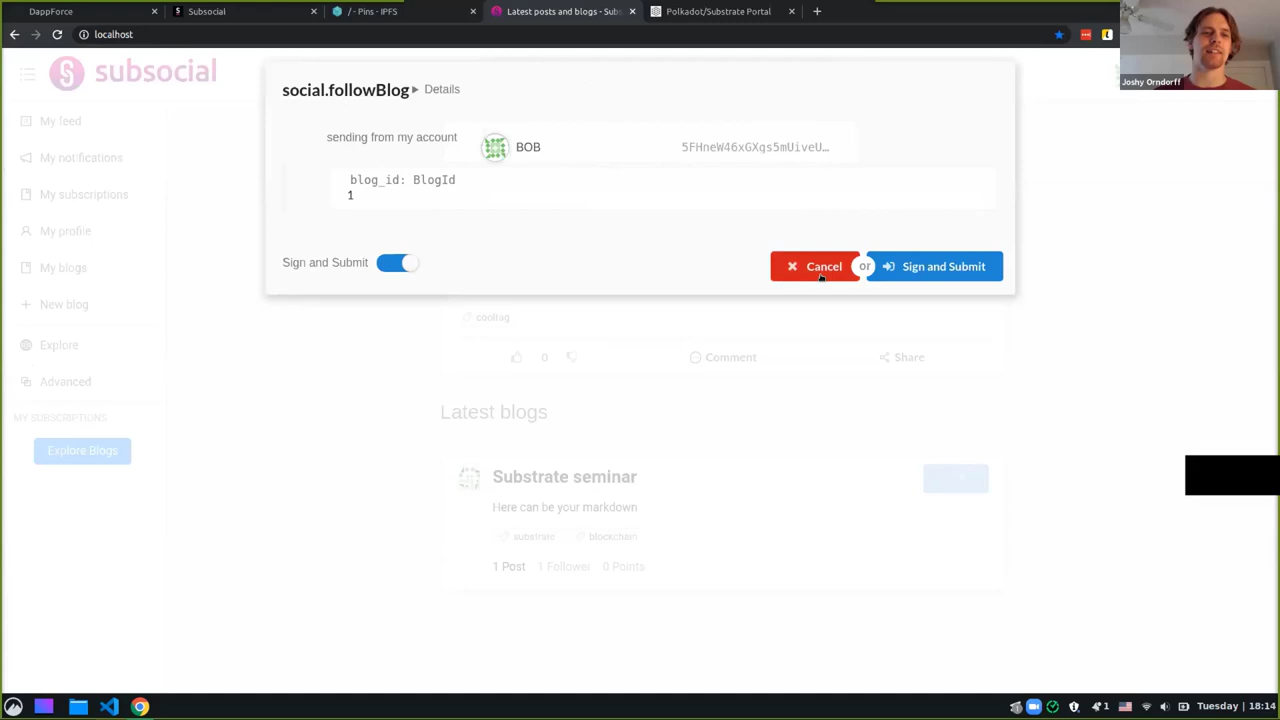 DappForce
Subsocial
/ - Pins - IPFS
Latest posts and blogs - Subs
Polkadot/Substrate Portal
localhost
Joshy Orndorff
subsocial
social.followBlog
Details
My feed
sending from my account
BOB
5FHneW46xGXgs5mUiveU...
My notifications
blog_id: BlogId
1
My subscriptions
My profile
My blogs
Sign and Submit
Cancel
or
Sign and Submit
New blog
cooltag
Explore
0
Comment
Share
Advanced
MY SUBSCRIPTIONS
Latest blogs
Explore Blogs
Substrate seminar
Here can be your markdown
substrate
blockchain
1 Post
1 Follower
0 Points
1
Tuesday | 18:14